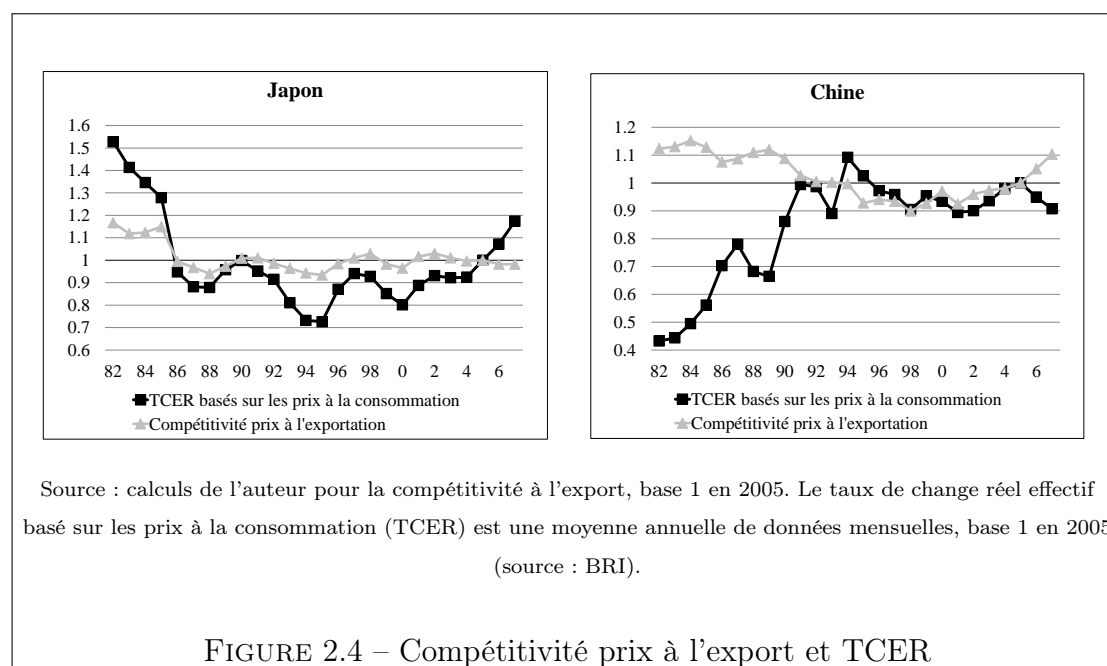 Japon
1.6
1.5
1.4
1.3
1.2
1.1
1
0.9
0.8
0.7
0.6
82 84 86 88 90 92 94 96 98 0 2 4 6
TCER basés sur les prix à la consommation
Compétitivité prix à l'exportation
Chine
1.2
1.1
1
0.9
0.8
0.7
0.6
0.5
0.4
82 84 86 88 90 92 94 96 98 0 2 4 6
TCER basés sur les prix à la consommation
Compétitivité prix à l'exportation
Source : calculs de l'auteur pour la compétitivité à l'export, base 1 en 2005. Le taux de change réel effectif
basé sur les prix à la consommation (TCER) est une moyenne annuelle de données mensuelles, base 1 en 2005
(source : BRI).
FIGURE 2.4 – Compétitivité prix à l'export et TCER